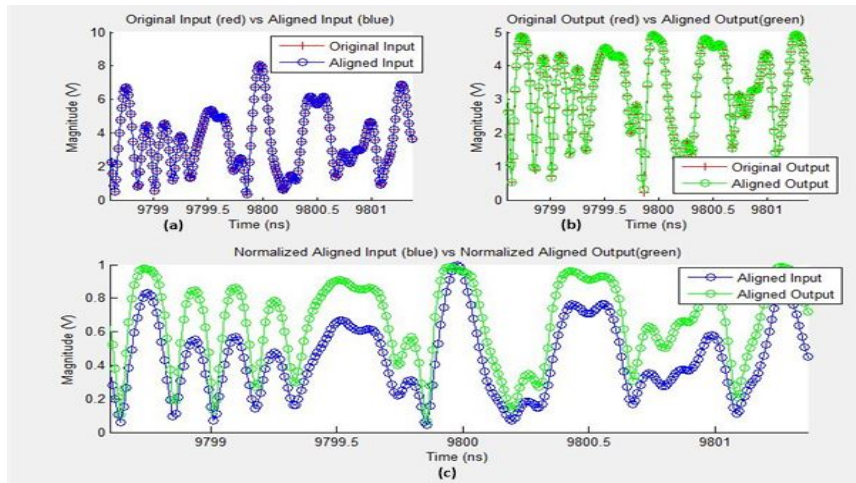 Original Input (red) vs Aligned Input (blue)
Magnitude (V)
10
8
6
4
2
0
Original Input
Aligned Input
9799 9799.5 9800 9800.5 9801
(a)
Time (ns)
Original Output (red) vs Aligned Output(green)
Magnitude (V)
5
4
3
2
1
0
Original Output
Aligned Output
9799 9799.5 9800 9800.5 9801
(b)
Time (ns)
Normalized Aligned Input (blue) vs Normalized Aligned Output(green)
Magnitude (V)
1
0.8
0.6
0.4
0.2
0
Aligned Input
Aligned Output
9799 9799.5 9800 9800.5 9801
Time (ns)
(c)